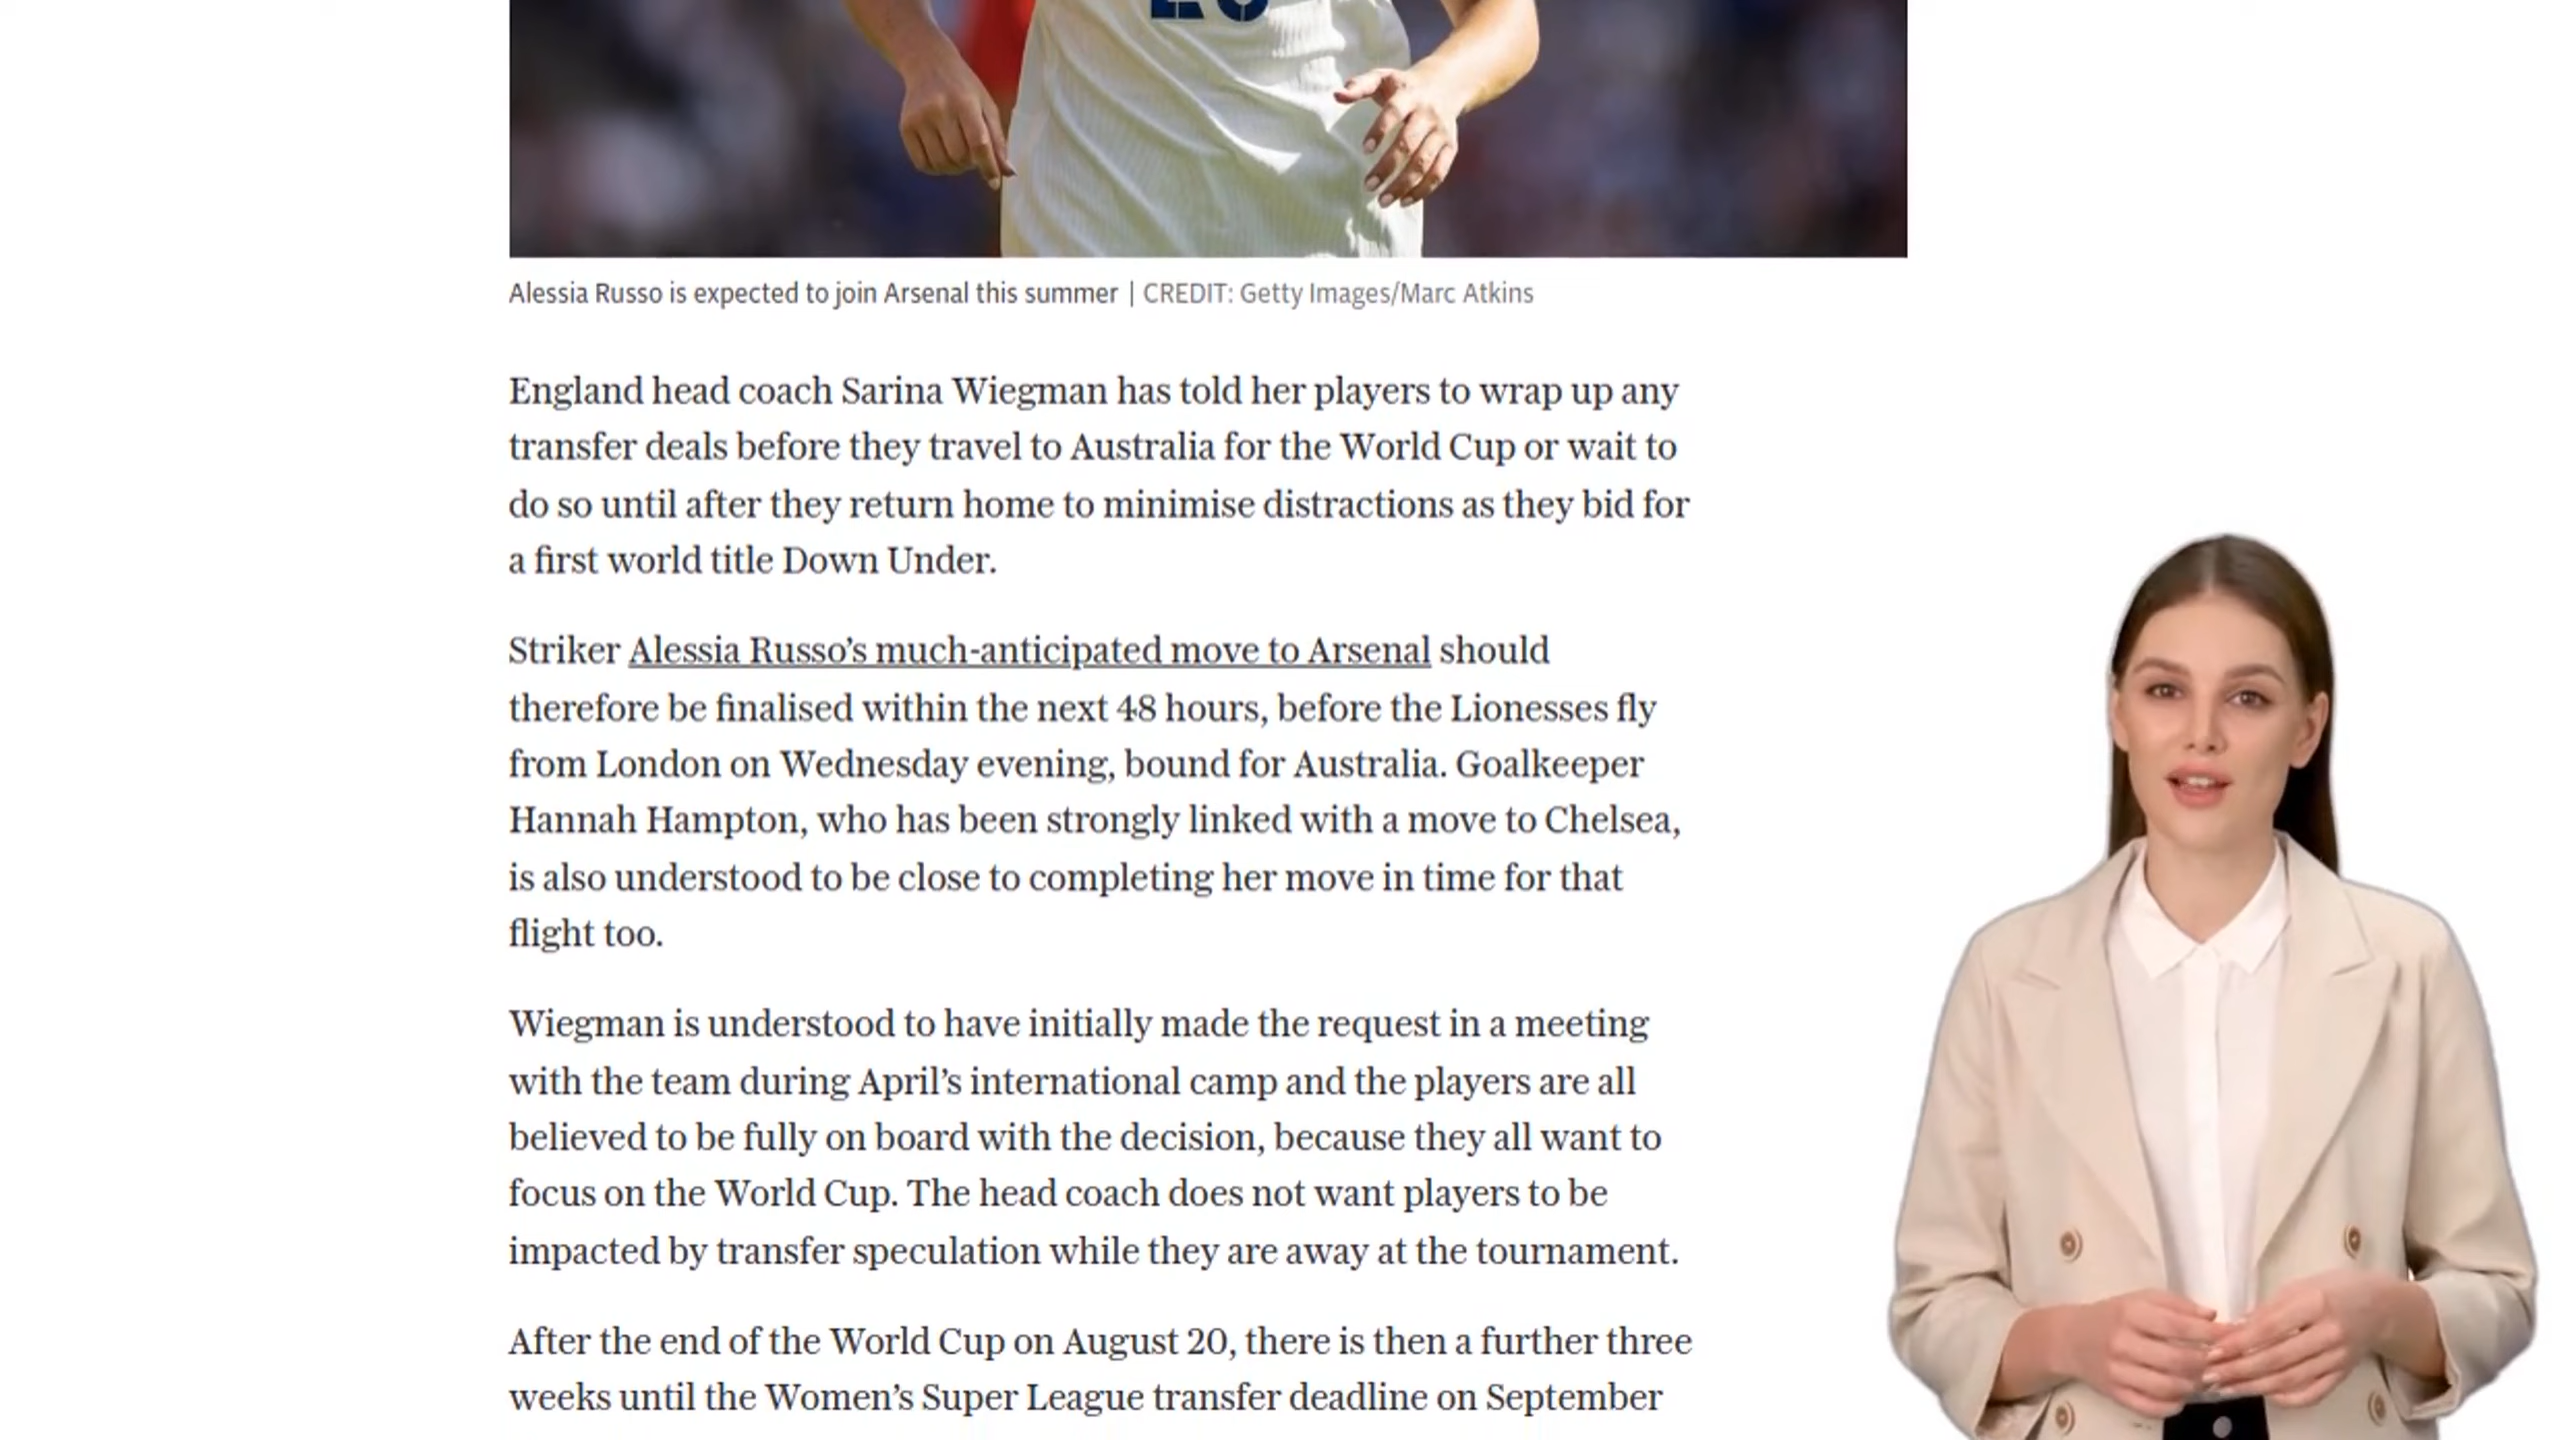 Alessia Russo is expected to join Arsenal this summer | CREDIT: Getty Images/Marc Atkins
England head coach Sarina Wiegman has told her players to wrap up any
transfer deals before they travel to Australia for the World Cup or wait to
do so until after they return home to minimise distractions as they bid for
a first world title Down Under.
Striker Alessia Russo’s much-anticipated move to Arsenal should
therefore be finalised within the next 48 hours, before the Lionesses fly
from London on Wednesday evening, bound for Australia. Goalkeeper
Hannah Hampton, who has been strongly linked with a move to Chelsea,
is also understood to be close to completing her move in time for that
flight too.
Wiegman is understood to have initially made the request in a meeting
with the team during April’s international camp and the players are all
believed to be fully on board with the decision, because they all want to
focus on the World Cup. The head coach does not want players to be
impacted by transfer speculation while they are away at the tournament.
After the end of the World Cup on August 20, there is then a further three
weeks until the Women’s Super League transfer deadline on September